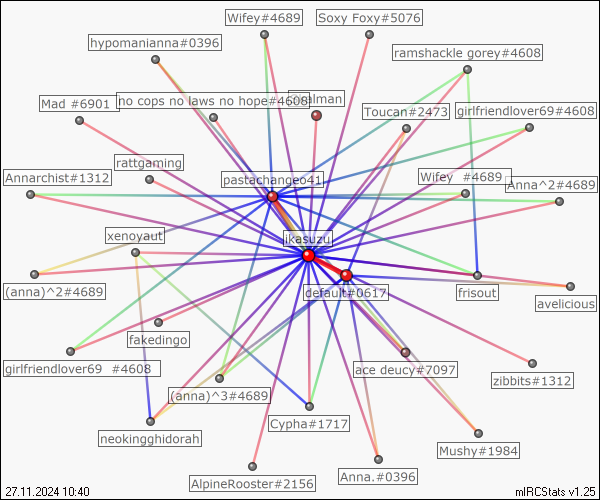 Wifey#4689
Soxy Foxy#5076
hypomanianna#0396
ramshackle gorey#4608
Mad #6901
no cops no laws no hope#4608
alman
Toucan#2473
girlfriendlover69#4608
rattgaming
Annarchist#1312
pastachangeo41
Wifey  #4689
Anna^2#4689
xenoyaut
ikasuzu
(anna)^2#4689
default#0617
frisout
avelicious
fakedingo
girlfriendlover69  #4608
(anna)^3#4689
ace deucy#7097
zibbits#1312
neokingghidorah
Cypha#1717
Mushy#1984
AlpineRooster#2156
Anna.#0396
27.11.2024 10:40
mIRCStats v1.25